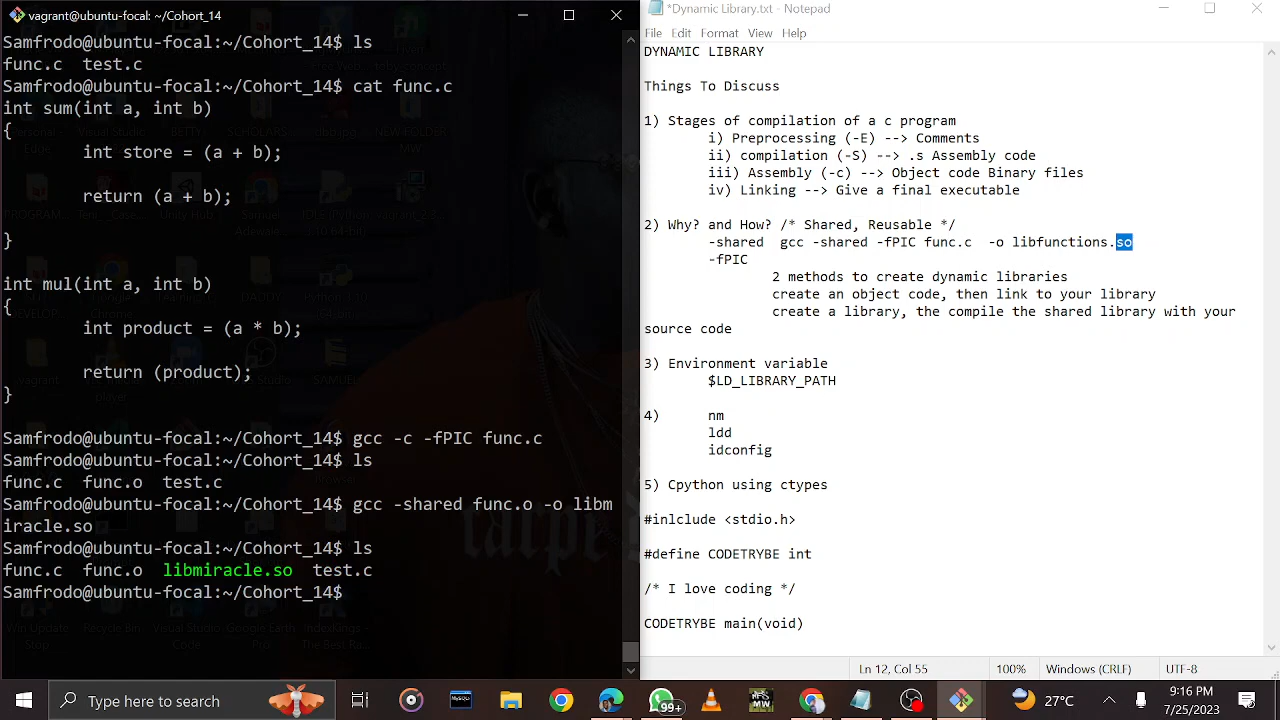 vagrant@ubuntu-focal: ~/Cohort_14
Samfrodo@ubuntu-focal:~/Cohort_14$ ls
func.c  test.c
Samfrodo@ubuntu-focal:~/Cohort_14$ cat func.c
int sum(int a, int b)
{
        int store = (a + b);
        return (a + b);
}
int mul(int a, int b)
{
        int product = (a * b);
        return (product);
}
Samfrodo@ubuntu-focal:~/Cohort_14$ gcc -c -fPIC func.c
Samfrodo@ubuntu-focal:~/Cohort_14$ ls
func.c  func.o  test.c
Samfrodo@ubuntu-focal:~/Cohort_14$ gcc -shared func.o -o libm
iracle.so
Samfrodo@ubuntu-focal:~/Cohort_14$ ls
func.c  func.o  libmiracle.so  test.c
Samfrodo@ubuntu-focal:~/Cohort_14$
*Dynamic Library.txt - Notepad
File  Edit  Format  View  Help
DYNAMIC LIBRARY
Things To Discuss
1) Stages of compilation of a c program
        i) Preprocessing (-E) --> Comments
        ii) compilation (-S) --> .s Assembly code
        iii) Assembly (-c) --> Object code Binary files
        iv) Linking --> Give a final executable
2) Why? and How? /* Shared, Reusable */
        -shared  gcc -shared -fPIC func.c  -o libfunctions.so
        -fPIC
                2 methods to create dynamic libraries
                create an object code, then link to your library
                create a library, the compile the shared library with your
source code
3) Environment variable
        $LD_LIBRARY_PATH
4)      nm
        ldd
        idconfig
5) Cpython using ctypes
#inlclude <stdio.h>
#define CODETRYBE int
/* I love coding */
CODETRYBE main(void)
Ln 12, Col 55  100%  Windows (CRLF)  UTF-8
Type here to search
99+
27°C
9:16 PM
7/25/2023